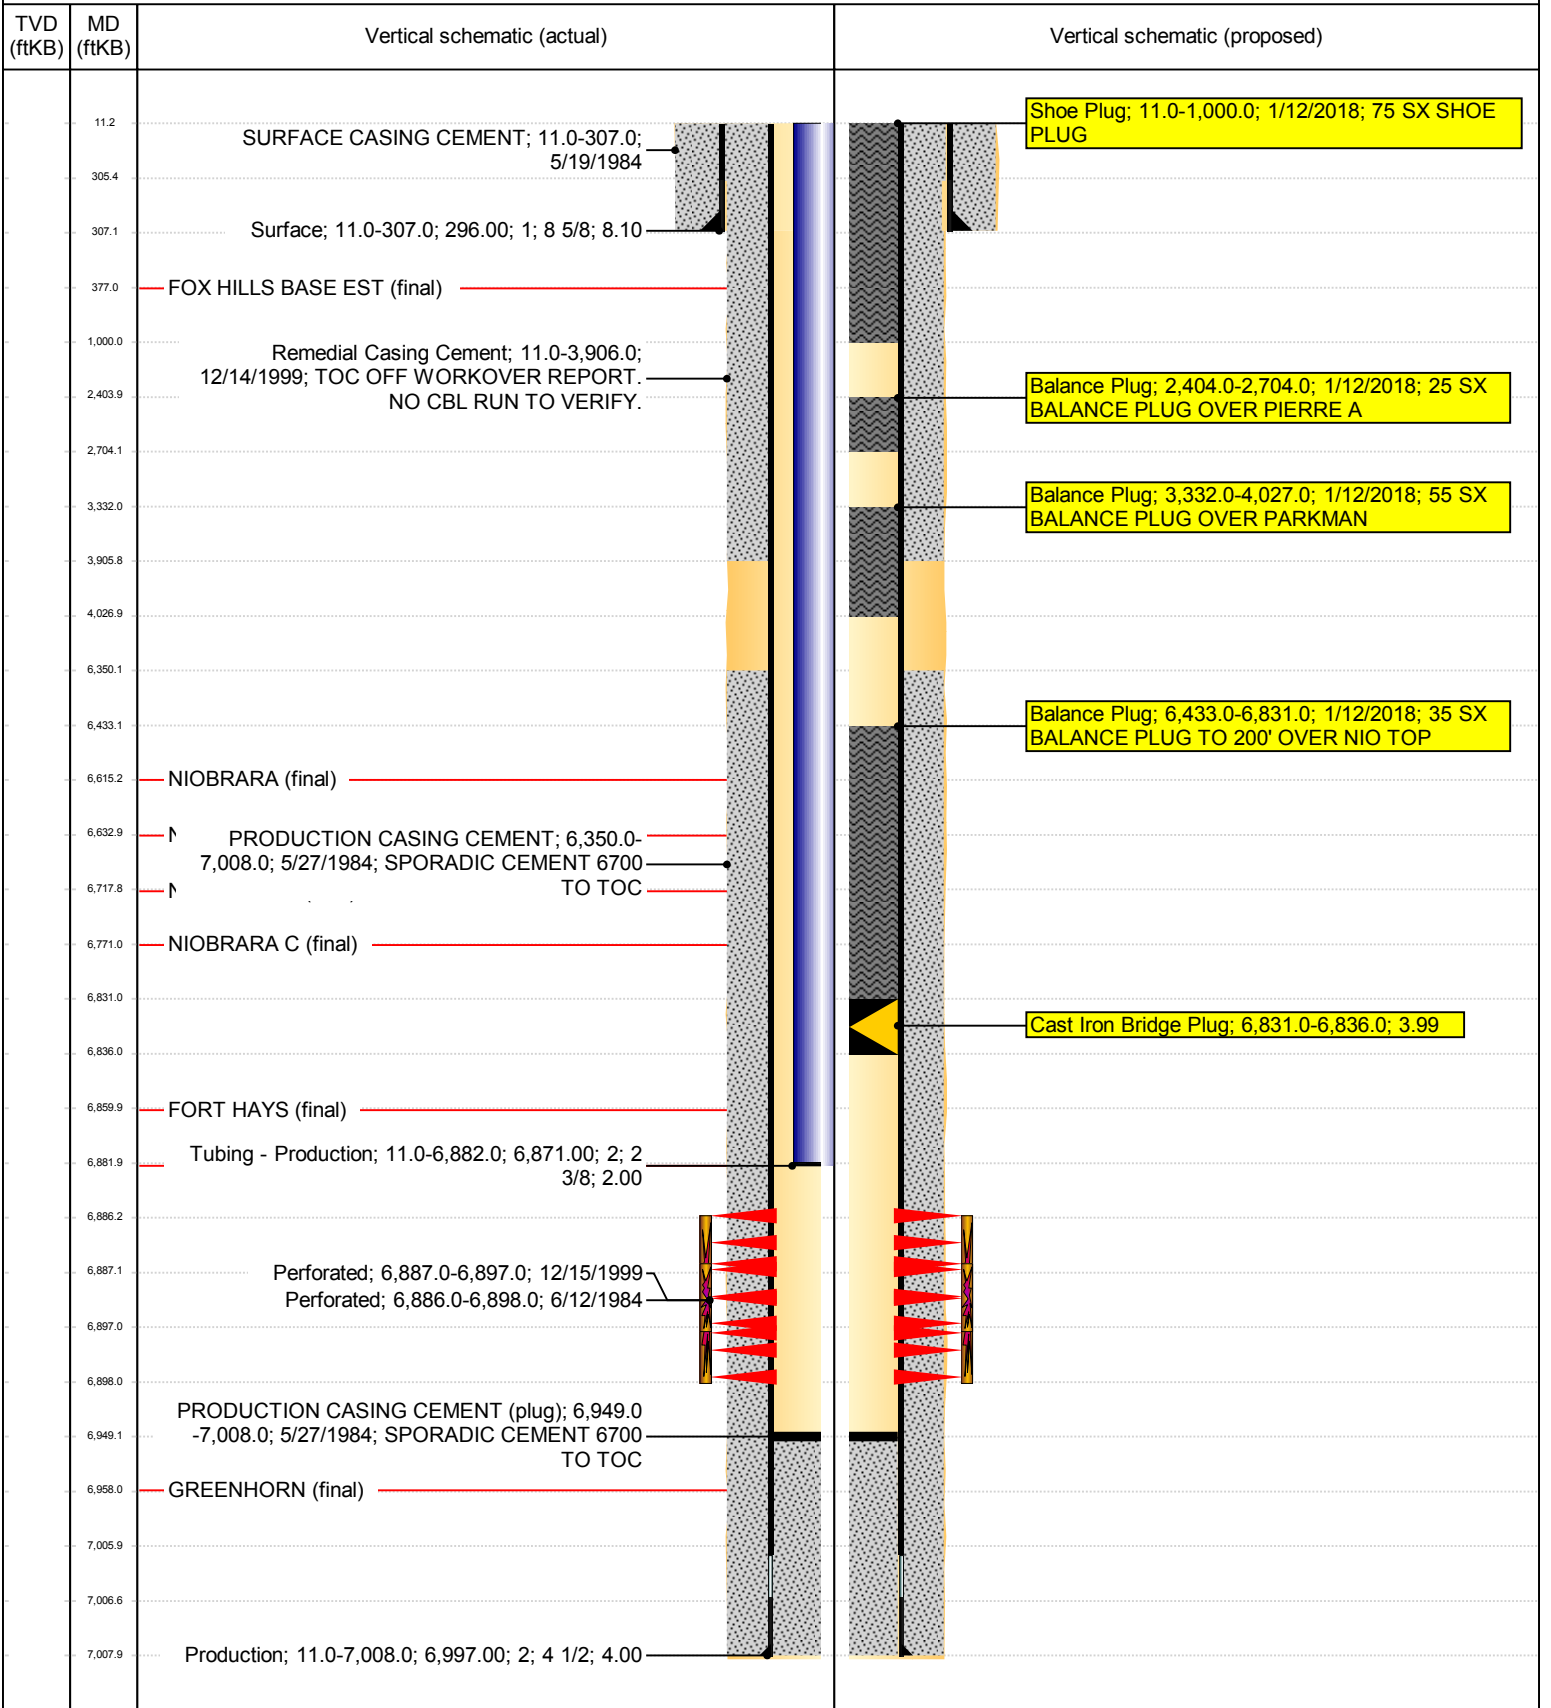 TVD
(ftKB)
MD
(ftKB)
Vertical schematic (actual)
Vertical schematic (proposed)
11.2
305.4
307.1
377.0
1,000.0
2,403.9
2,704.1
3,332.0
3,905.8
4,026.9
6,350.1
6,433.1
6,615.2
6,632.9
6,717.8
6,771.0
6,831.0
6,836.0
6,859.9
6,881.9
6,886.2
6,887.1
6,897.0
6,898.0
6,949.1
6,958.0
7,005.9
7,006.6
7,007.9
SURFACE CASING CEMENT; 11.0-307.0;
5/19/1984
Surface; 11.0-307.0; 296.00; 1; 8 5/8; 8.10
FOX HILLS BASE EST (final)
Remedial Casing Cement; 11.0-3,906.0;
12/14/1999; TOC OFF WORKOVER REPORT.
NO CBL RUN TO VERIFY.
NIOBRARA (final)
PRODUCTION CASING CEMENT; 6,350.0-
7,008.0; 5/27/1984; SPORADIC CEMENT 6700
TO TOC
NIOBRARA C (final)
FORT HAYS (final)
Tubing - Production; 11.0-6,882.0; 6,871.00; 2; 2
3/8; 2.00
Perforated; 6,887.0-6,897.0; 12/15/1999
Perforated; 6,886.0-6,898.0; 6/12/1984
PRODUCTION CASING CEMENT (plug); 6,949.0
-7,008.0; 5/27/1984; SPORADIC CEMENT 6700
TO TOC
GREENHORN (final)
Production; 11.0-7,008.0; 6,997.00; 2; 4 1/2; 4.00
Shoe Plug; 11.0-1,000.0; 1/12/2018; 75 SX SHOE
PLUG
Balance Plug; 2,404.0-2,704.0; 1/12/2018; 25 SX
BALANCE PLUG OVER PIERRE A
Balance Plug; 3,332.0-4,027.0; 1/12/2018; 55 SX
BALANCE PLUG OVER PARKMAN
Balance Plug; 6,433.0-6,831.0; 1/12/2018; 35 SX
BALANCE PLUG TO 200' OVER NIO TOP
Cast Iron Bridge Plug; 6,831.0-6,836.0; 3.99